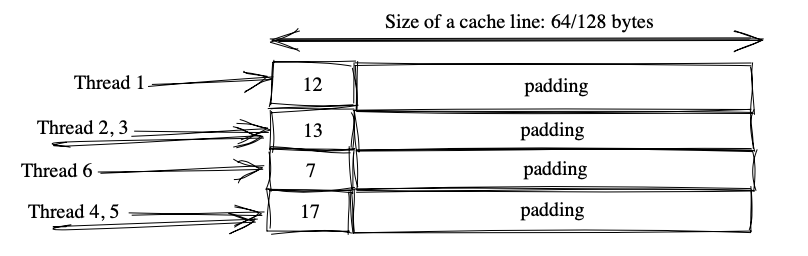 Size of a cache line: 64/128 bytes
Thread 1 12 padding
Thread 2, 3 13 padding
Thread 6 7 padding
Thread 4, 5 17 padding